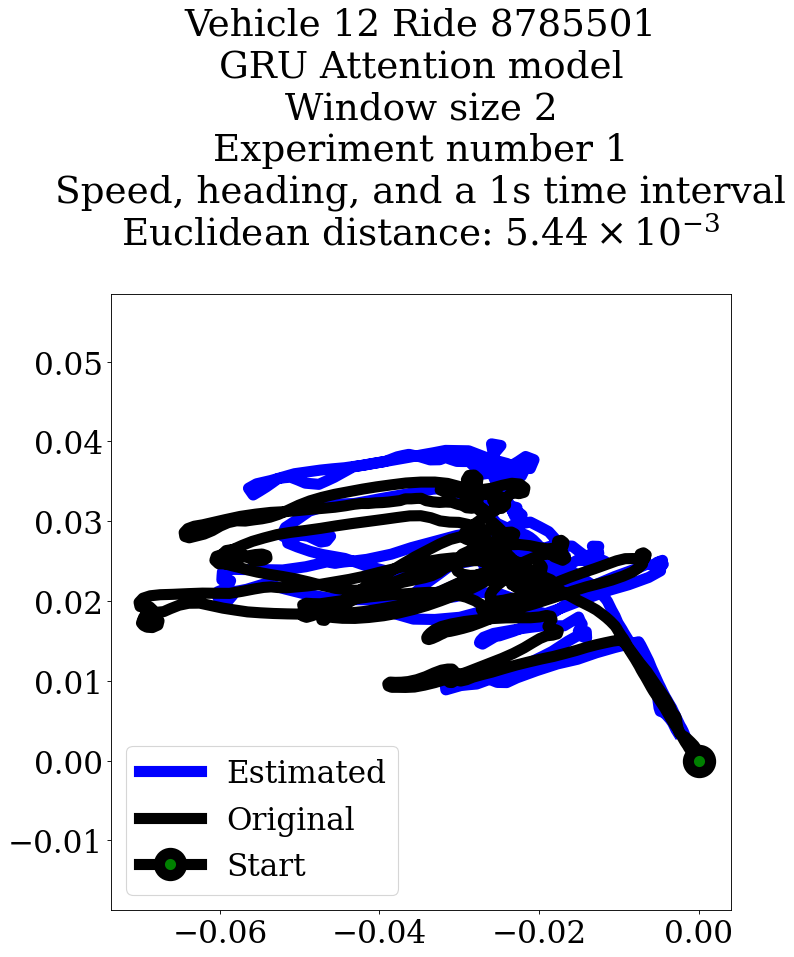 Vehicle 12 Ride 8785501
GRU Attention model
Window size 2
Experiment number 1
Speed, heading, and a 1s time interval
Euclidean distance: 5.44 × 10⁻³
0.05
0.04
0.03
0.02
0.01
0.00
−0.01
Estimated
Original
Start
−0.06
−0.04
−0.02
0.00